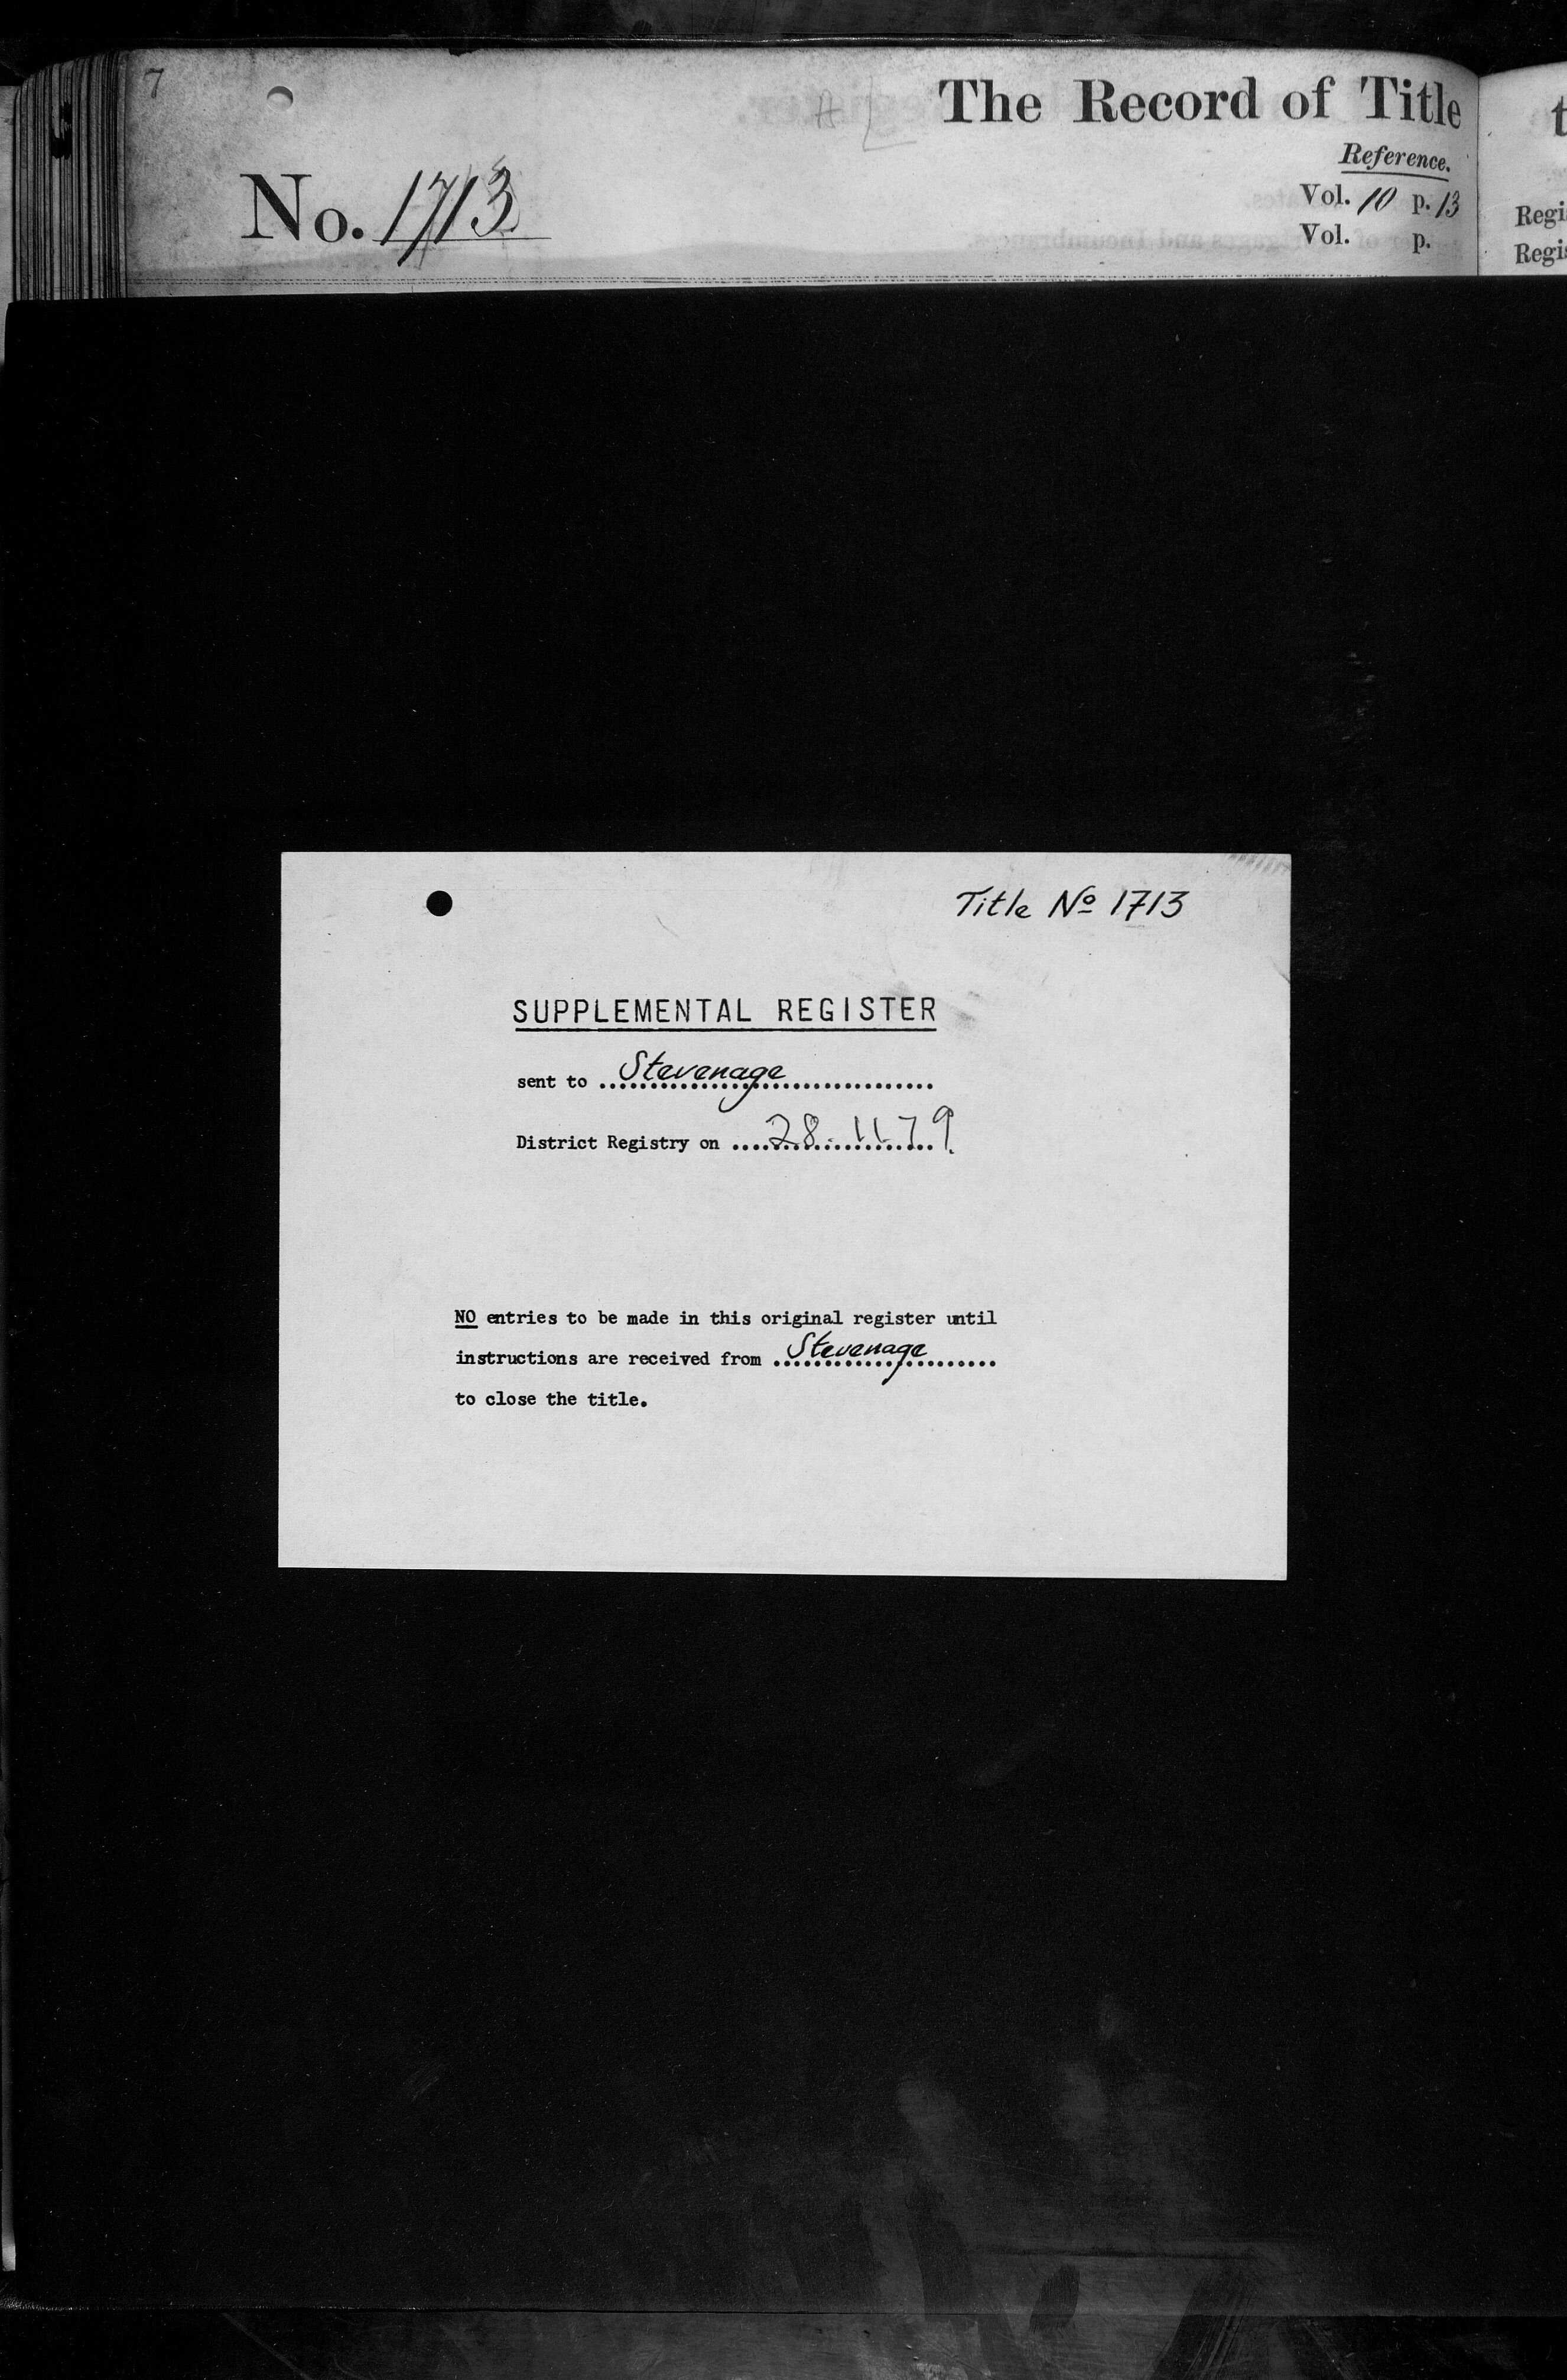 7
The Record of Title
Reference.
No. 1713
Vol. 10 p. 13
Vol. p.
Title No 1713
SUPPLEMENTAL REGISTER
sent to Stevenage
District Registry on 28.11.79.
NO entries to be made in this original register until
instructions are received from Stevenage
to close the title.